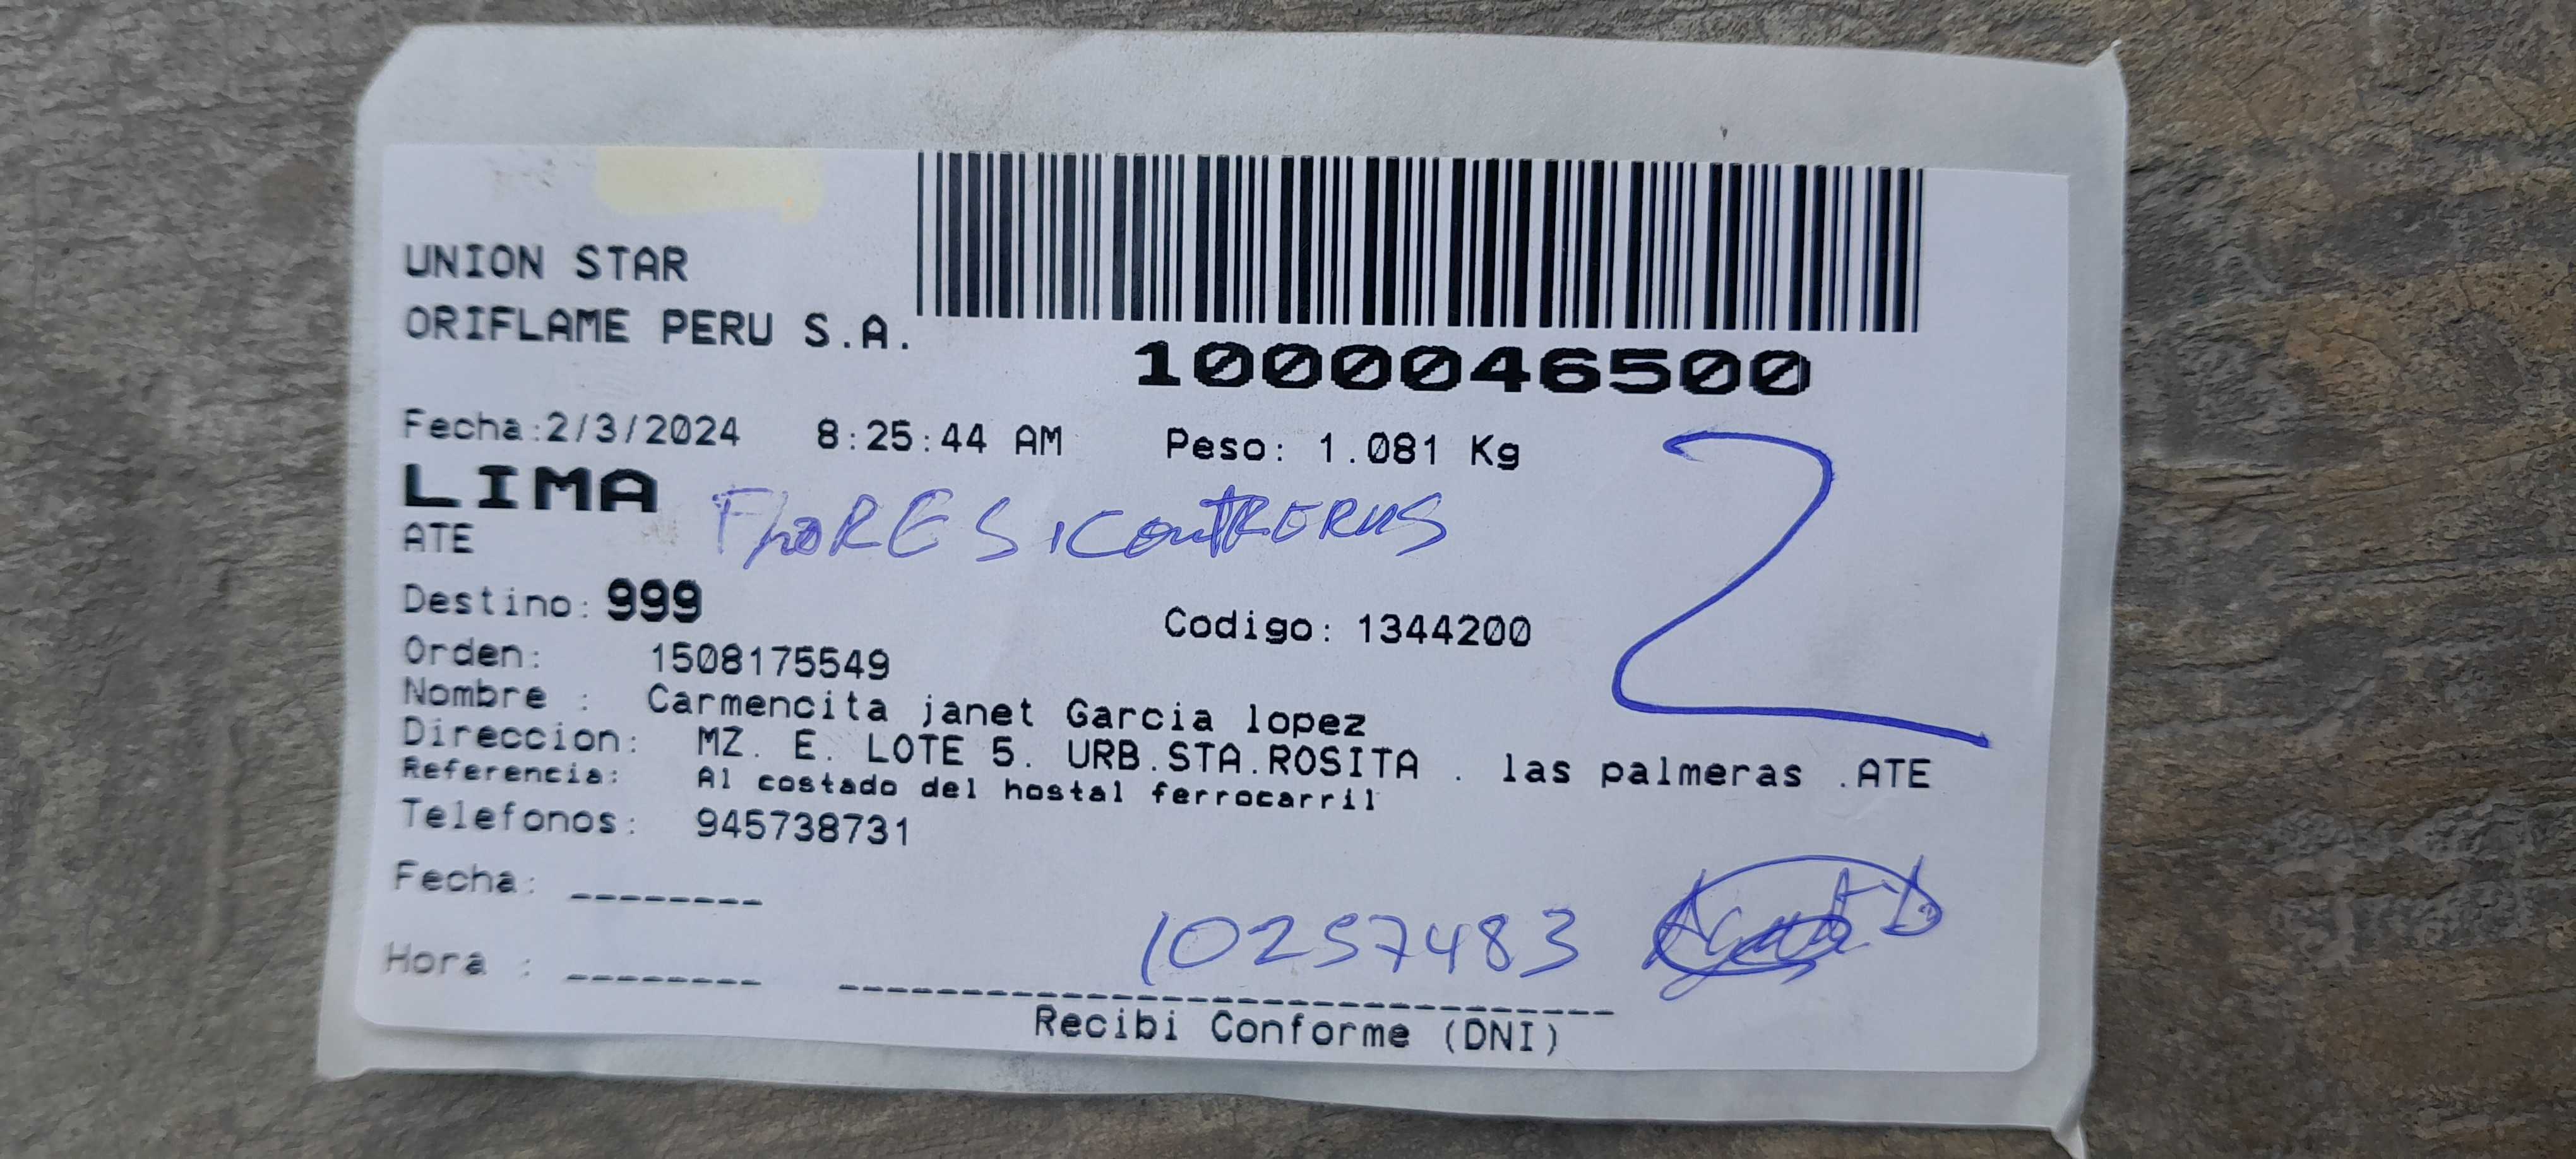 UNION STAR
ORIFLAME PERU S.A.
1000046500
Fecha:2/3/2024 8:25:44 AM Peso: 1.081 Kg
LIMA
ATE
FLORES CONTRERAS
2
Destino: 999
Codigo: 1344200
Orden: 1508175549
Nombre : Carmencita janet Garcia lopez
Direccion: MZ. E. LOTE 5. URB.STA.ROSITA . las palmeras .ATE
Referencia: Al costado del hostal ferrocarril
Telefonos: 945738731
Fecha: --------
10257483
Hora : --------
Recibi Conforme (DNI)